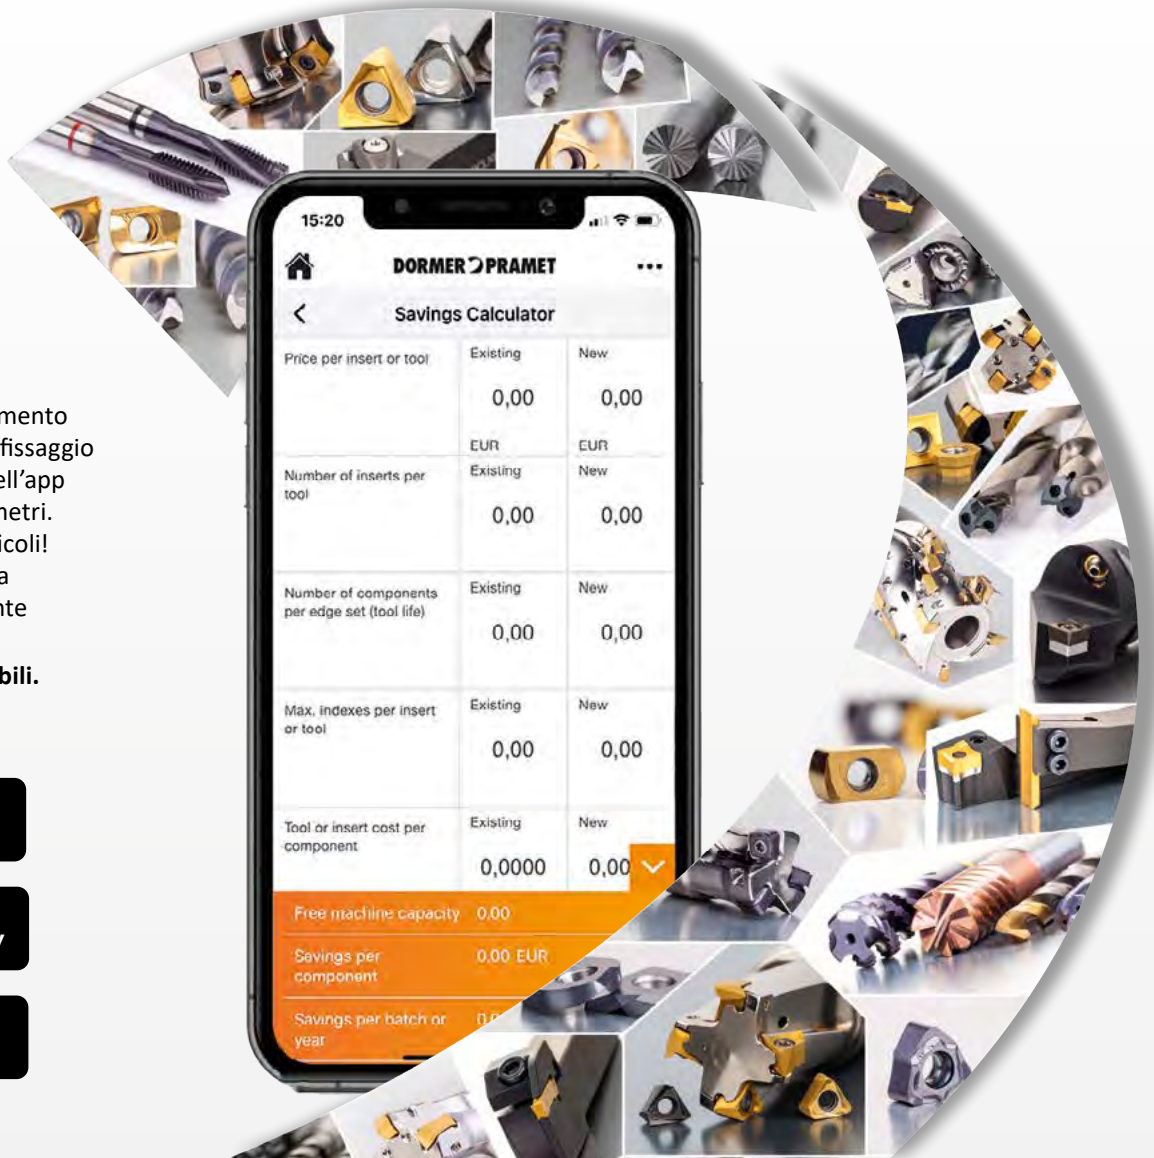 mento
fissaggio
ell'app
netri.
icoli!
a
nte
bili.
15:20
DORMER PRAMET
Savings Calculator
Price per insert or tool
Existing
New
0,00
0,00
EUR
EUR
Number of inserts per
tool
Existing
New
0,00
0,00
Number of components
per edge set (tool life)
Existing
New
0,00
0,00
Max. indexes per insert
or tool
Existing
New
0,00
0,00
Tool or insert cost per
component
Existing
New
0,0000
0,00
Free machine capacity 0.00
Savings per
component
0.00 EUR
Savings per batch or
year